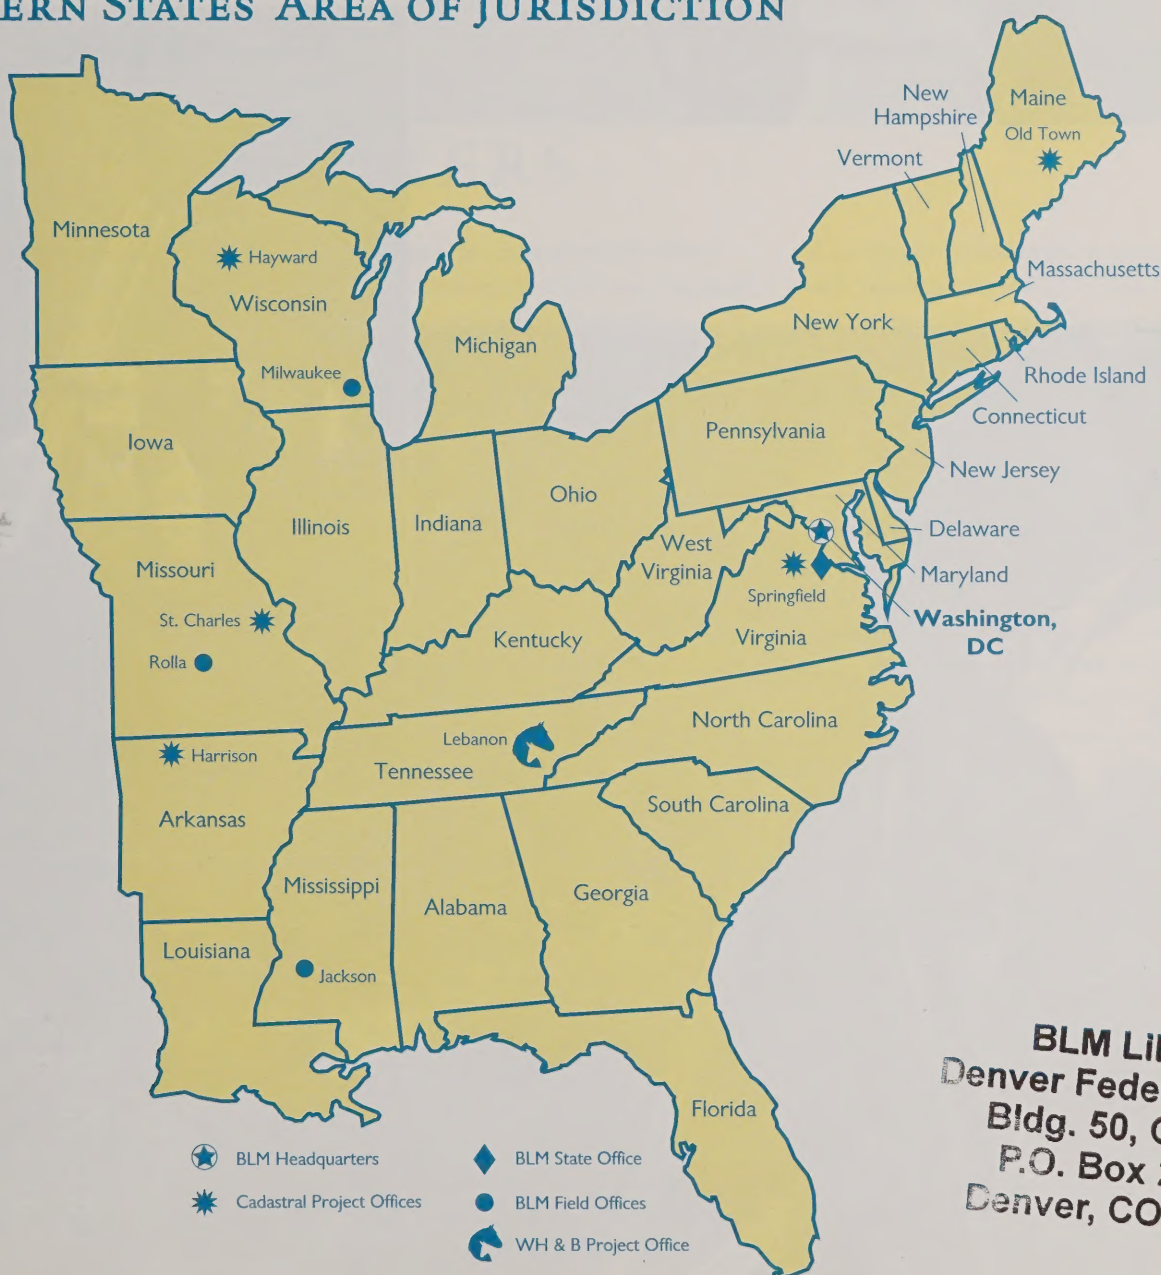 ERN STATES AREA OF JURISDICTION
New
Hampshire
Maine
Old Town
Vermont
Minnesota
Hayward
Wisconsin
Massachusetts
New York
Michigan
Milwaukee
Rhode Island
Connecticut
Iowa
Pennsylvania
New Jersey
Ohio
Illinois
Indiana
Delaware
West
Virginia
Missouri
Maryland
Springfield
St. Charles
Washington,
DC
Kentucky
Virginia
Rolla
North Carolina
Lebanon
Harrison
Tennessee
South Carolina
Arkansas
Mississippi
Georgia
Alabama
Louisiana
Jackson
Florida
BLM Headquarters
BLM State Office
Cadastral Project Offices
BLM Field Offices
WH & B Project Office
BLM
Denver Fede
Bldg. 50,
P.O. Box
Denver, CO